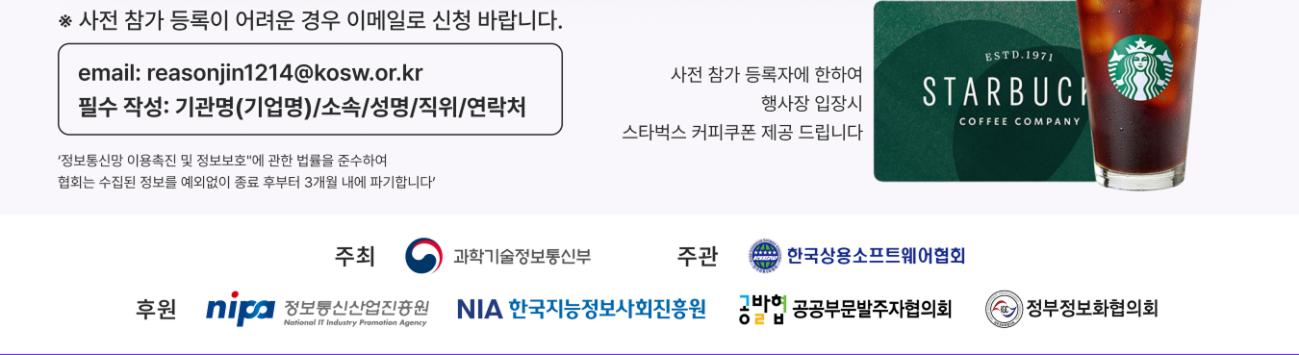 ※ 사전 참가 등록이 어려운 경우 이메일로 신청 바랍니다.
email: reasonjin1214@kosw.or.kr
필수 작성: 기관명(기업명)/소속/성명/직위/연락처
‘정보통신망 이용촉진 및 정보보호"에 관한 법률을 준수하여
협회는 수집된 정보를 예외없이 종료 후부터 3개월 내에 파기합니다’
사전 참가 등록자에 한하여
행사장 입장시
스타벅스 커피쿠폰 제공 드립니다
ESTD.1971
STARBUCK
COFFEE COMPANY
주최 과학기술정보통신부 주관 한국상용소프트웨어협회
후원 nipa 정보통신산업진흥원 NIA 한국지능정보사회진흥원 공발협 공공부문발주자협의회 정부정보화협의회
National IT Industry Promotion Agency